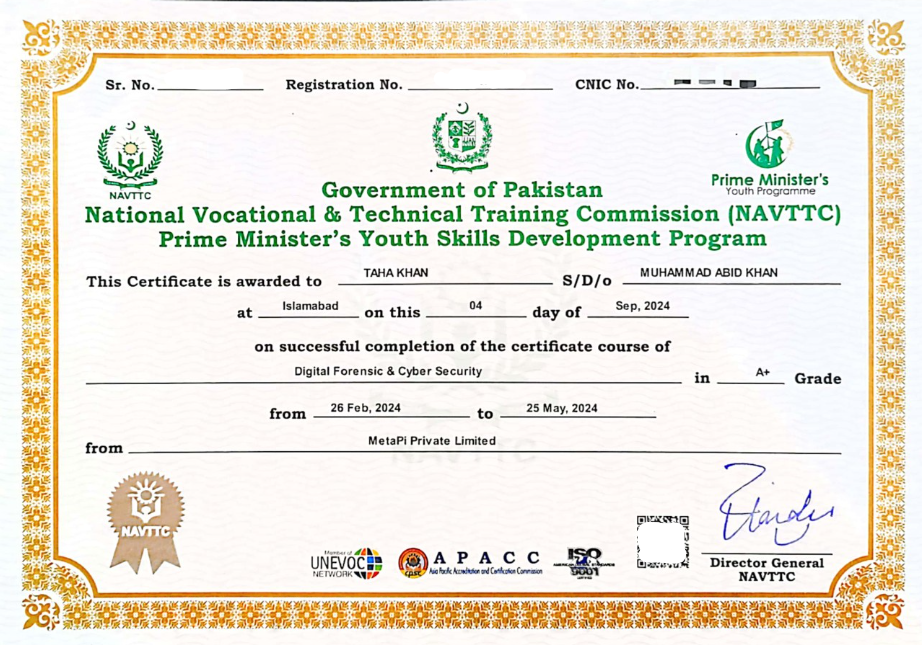 Sr. No. Registration No. CNIC No.
NAVTTC
Prime Minister's
Youth Programme
Government of Pakistan
National Vocational & Technical Training Commission (NAVTTC)
Prime Minister's Youth Skills Development Program
This Certificate is awarded to TAHA KHAN S/D/o MUHAMMAD ABID KHAN
at Islamabad on this 04 day of Sep, 2024
on successful completion of the certificate course of
Digital Forensic & Cyber Security in A+ Grade
from 26 Feb, 2024 to 25 May, 2024
from MetaPi Private Limited
NAVTTC
NAVTTC
Member of
UNEVOC
NETWORK
APACC
Asia Pacific Accreditation and Certification Commission
ISO
9001
Director General
NAVTTC